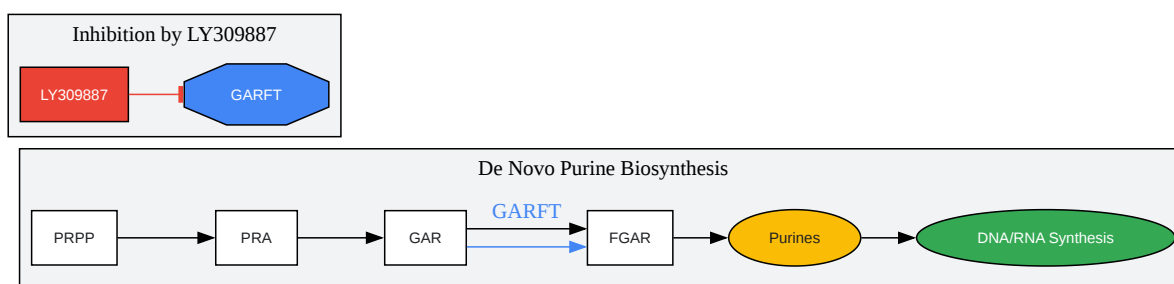 Inhibition by LY309887
LY309887
GARFT
De Novo Purine Biosynthesis
GARFT
PRPP
PRA
GAR
FGAR
Purines
DNA/RNA Synthesis